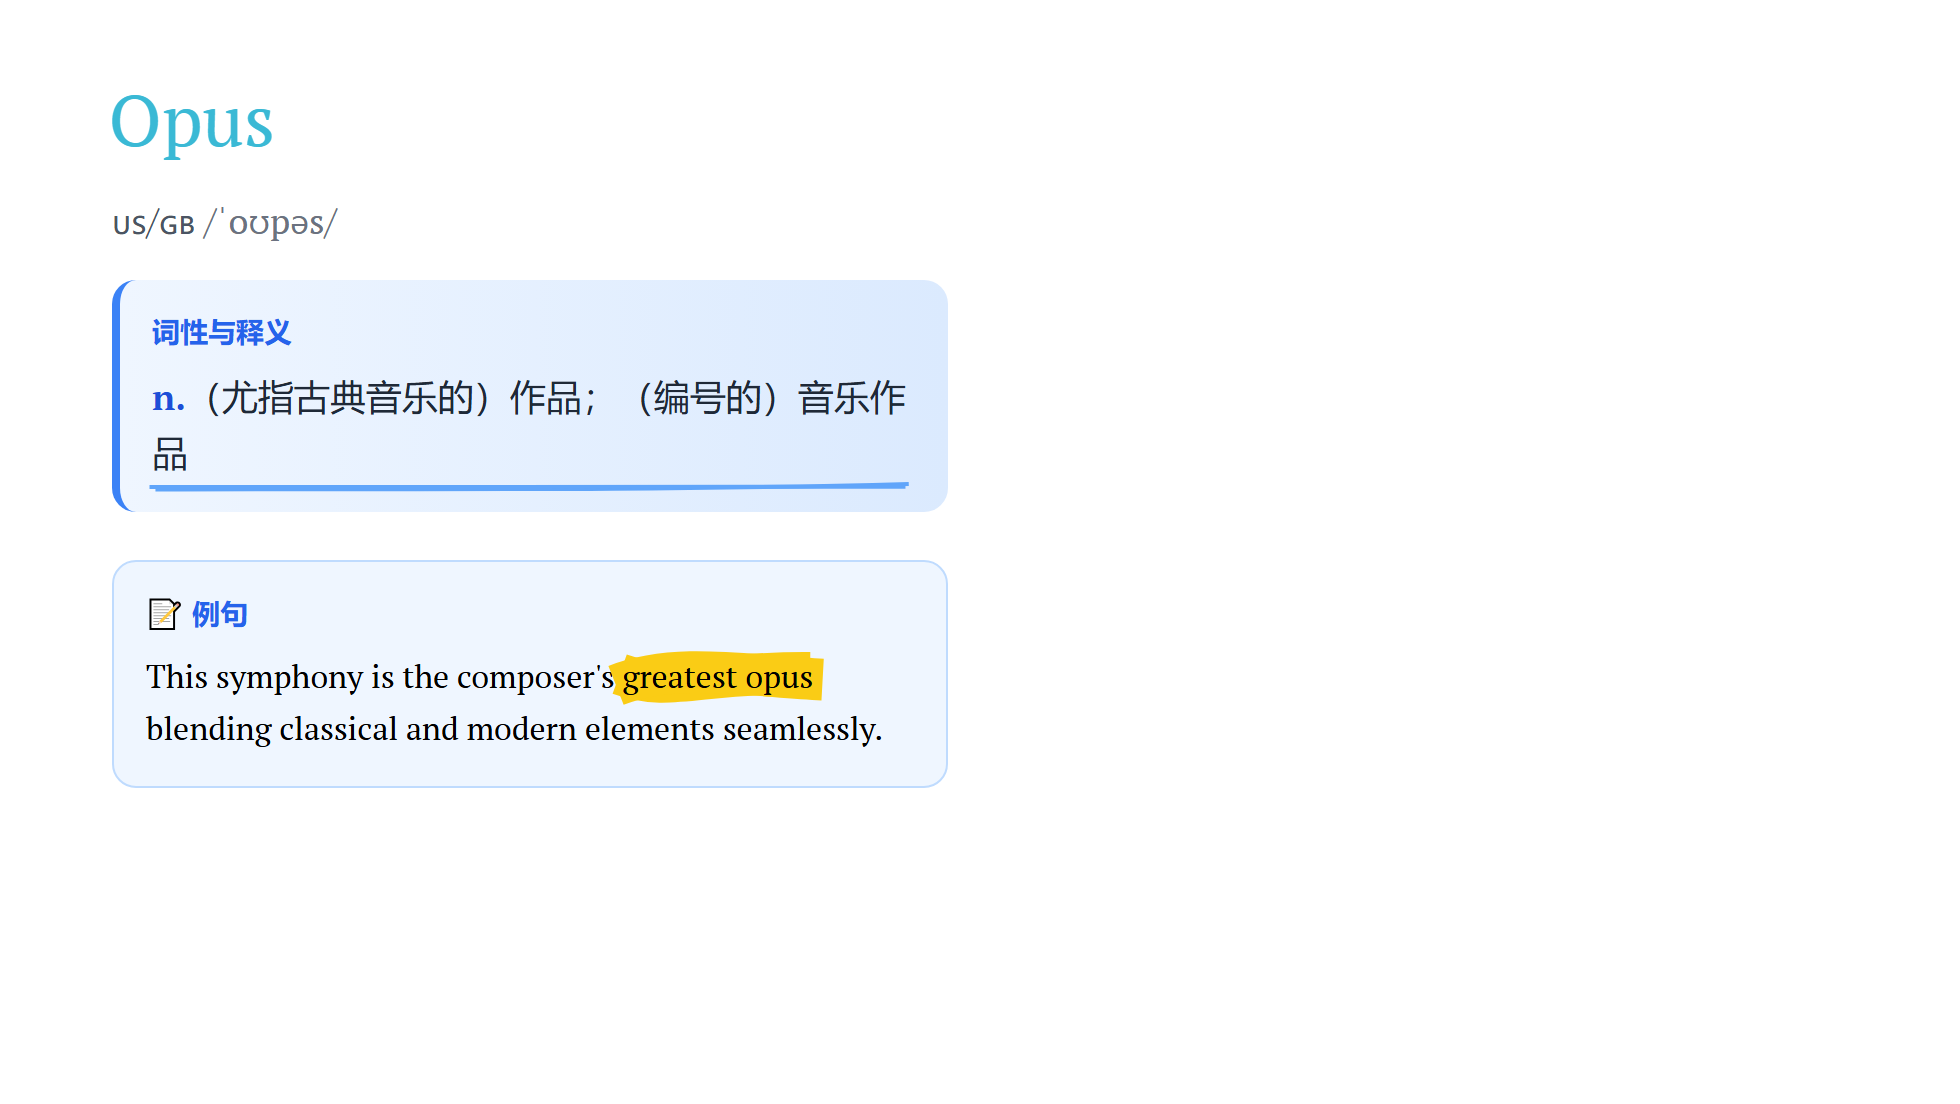 Opus
US/GB /ˈoʊpəs/
词性与释义
n.（尤指古典音乐的）作品；（编号的）音乐作
品
📝 例句
This symphony is the composer's greatest opus
blending classical and modern elements seamlessly.